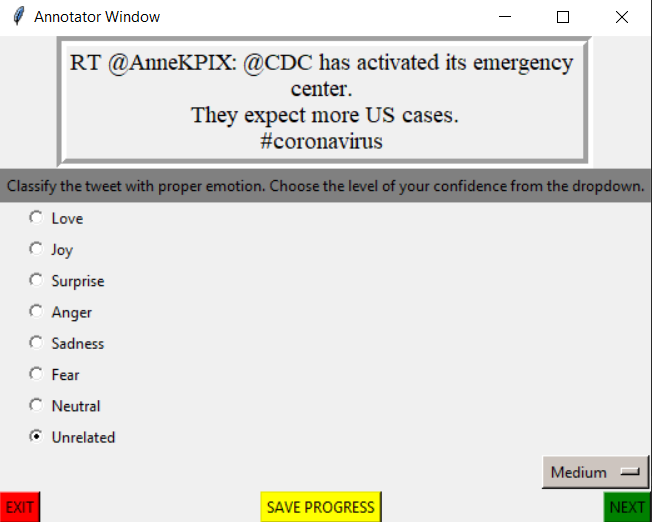 Annotator Window
RT @AnneKPIX: @CDC has activated its emergency
center.
They expect more US cases.
#coronavirus
Classify the tweet with proper emotion. Choose the level of your confidence from the dropdown.
Love
Joy
Surprise
Anger
Sadness
Fear
Neutral
Unrelated
Medium
EXIT
SAVE PROGRESS
NEXT